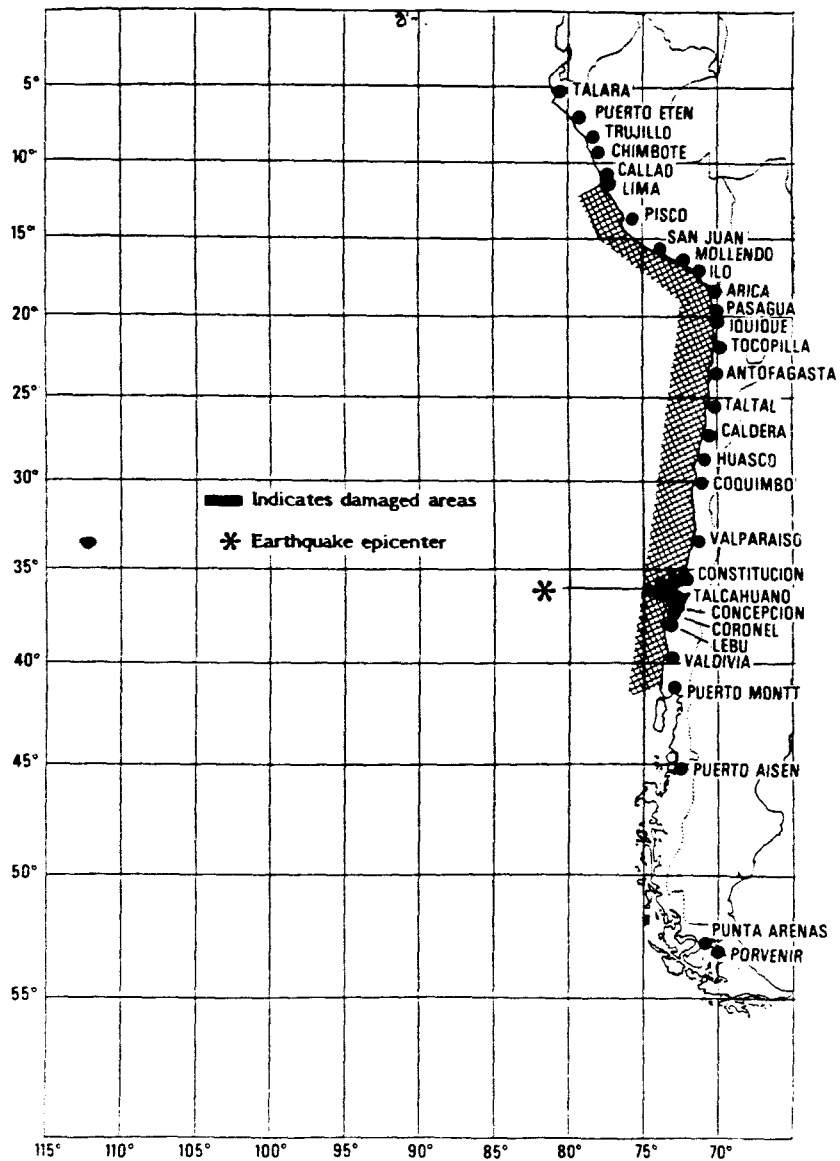 5°
TALARA
PUERTO ETEN
TRUJILLO
10°
CHIMBOTE
CALLAO
LIMA
PISCO
15°
SAN JUAN
MOLLENDO
ILO
ARICA
20°
PASAGUA
IQUIQUE
TOCOPILLA
ANTOFAGASTA
25°
TALTAL
CALDERA
HUASCO
30°
COQUIMBO
Indicates damaged areas
VALPARAISO
Earthquake epicenter
35°
CONSTITUCION
TALCAHUANO
CONCEPCION
CORONEL
LEBU
40°
VALDIVIA
PUERTO MONTT
45°
PUERTO AISEN
50°
PUNTA ARENAS
PORVENIR
55°
115° 110° 105° 100° 95° 90° 85° 80° 75° 70°